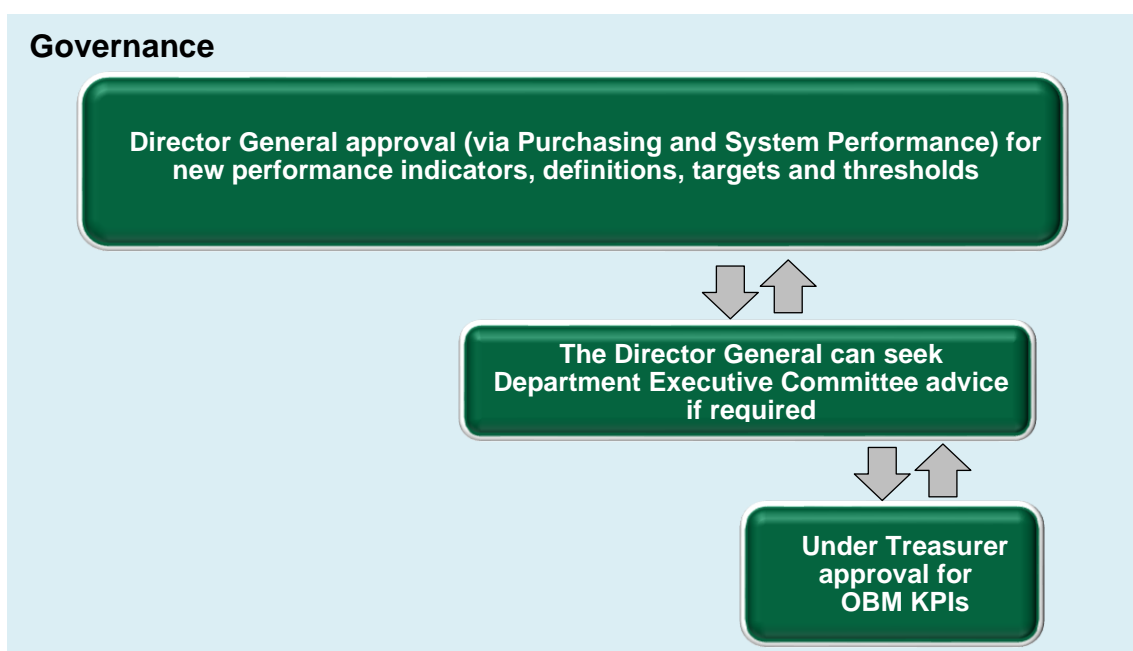 Governance
Director General approval (via Purchasing and System Performance) for
new performance indicators, definitions, targets and thresholds
The Director General can seek
Department Executive Committee advice
if required
Under Treasurer
approval for
OBM KPIs